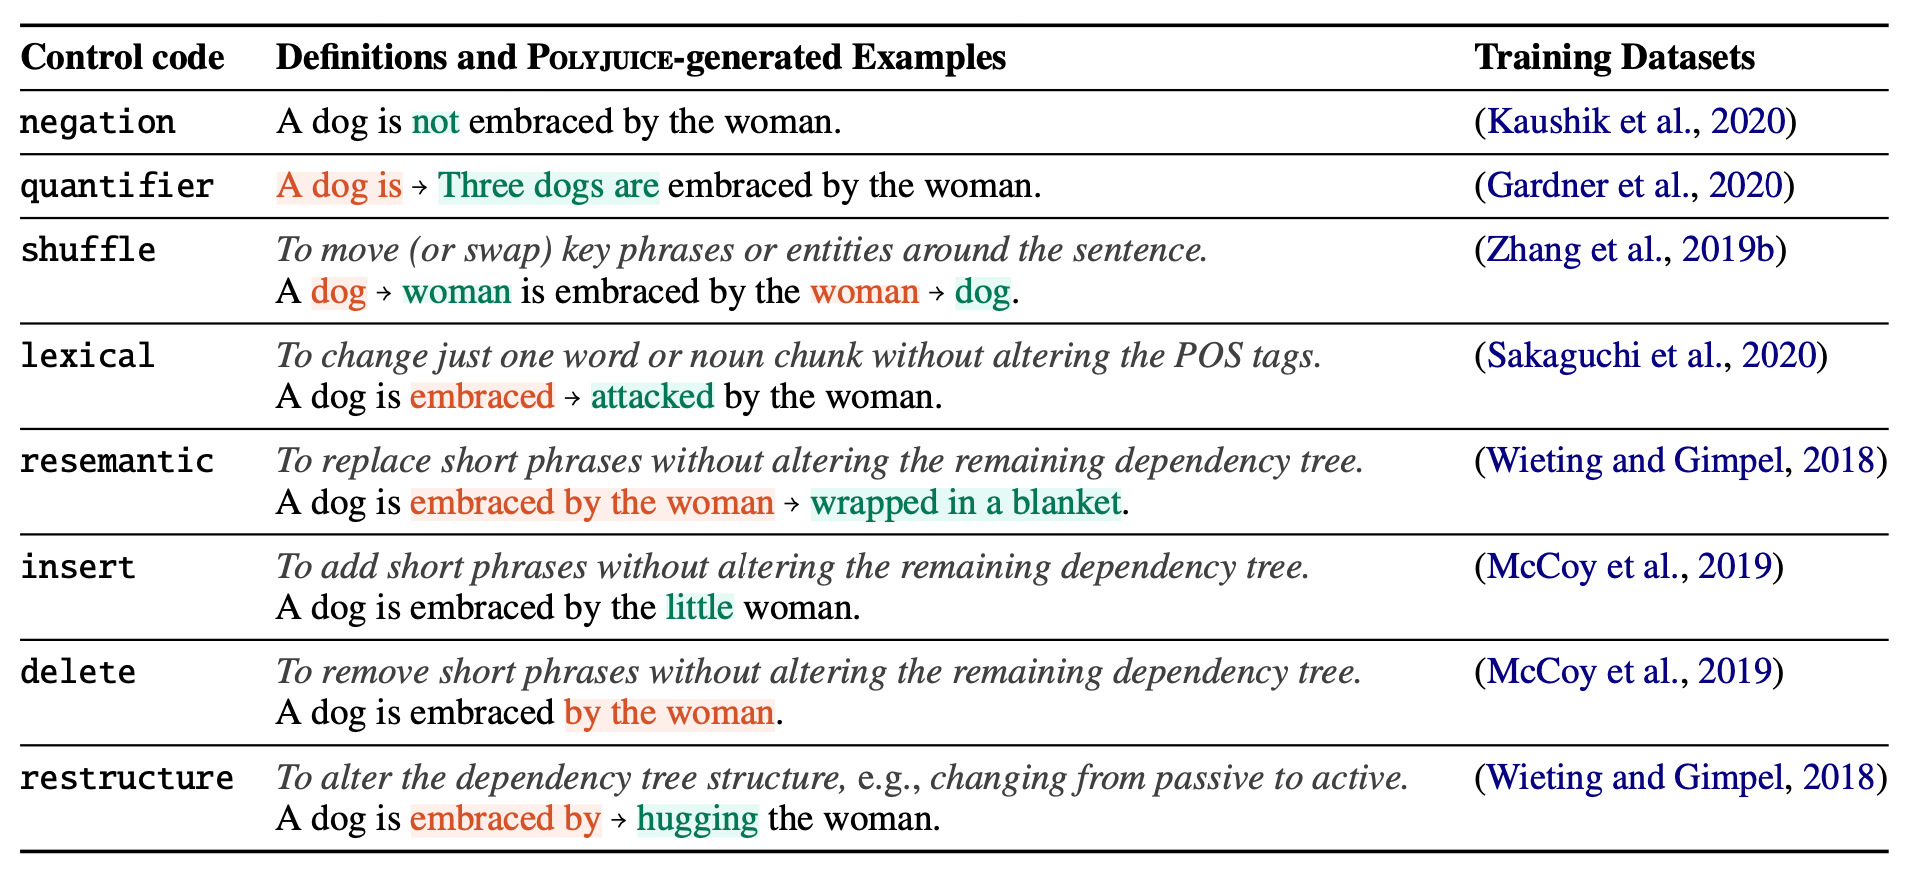 Control code Definitions and POLYJUICE-generated Examples Training Datasets
negation A dog is not embraced by the woman. (Kaushik et al., 2020)
quantifier A dog is → Three dogs are embraced by the woman. (Gardner et al., 2020)
shuffle To move (or swap) key phrases or entities around the sentence. (Zhang et al., 2019b)
A dog → woman is embraced by the woman → dog.
lexical To change just one word or noun chunk without altering the POS tags. (Sakaguchi et al., 2020)
A dog is embraced → attacked by the woman.
resemantic To replace short phrases without altering the remaining dependency tree. (Wieting and Gimpel, 2018)
A dog is embraced by the woman → wrapped in a blanket.
insert To add short phrases without altering the remaining dependency tree. (McCoy et al., 2019)
A dog is embraced by the little woman.
delete To remove short phrases without altering the remaining dependency tree. (McCoy et al., 2019)
A dog is embraced by the woman.
restructure To alter the dependency tree structure, e.g., changing from passive to active. (Wieting and Gimpel, 2018)
A dog is embraced by → hugging the woman.